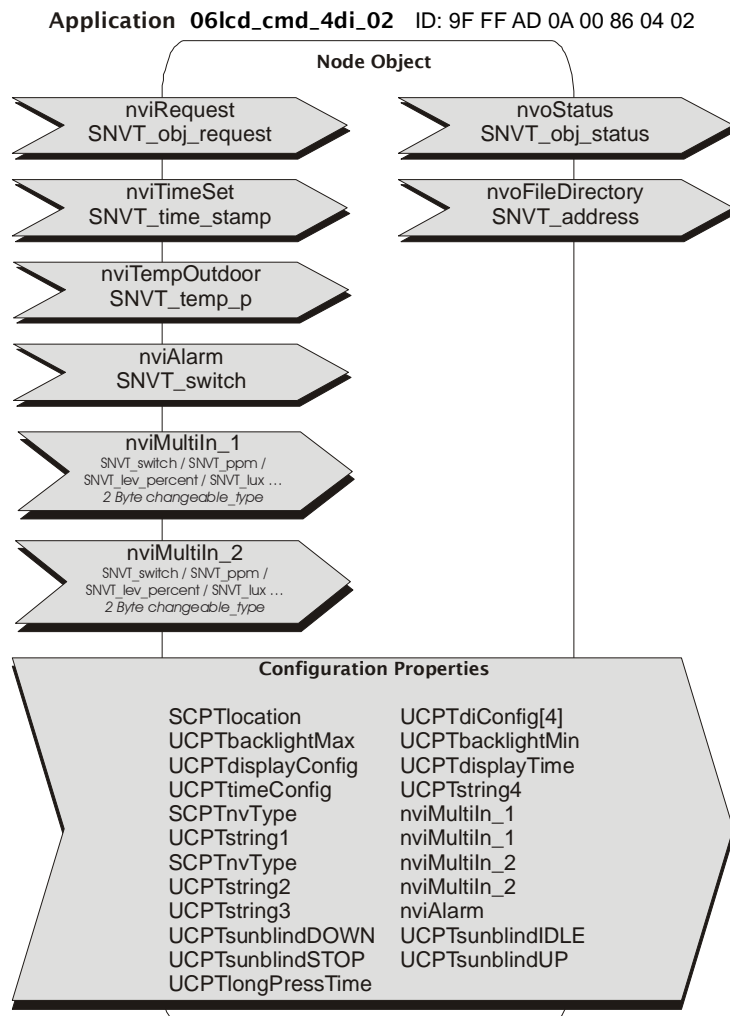 Application 06lcd_cmd_4di_02 ID: 9F FF AD 0A 00 86 04 02
Node Object
nviRequest
SNVT_obj_request
nvoStatus
SNVT_obj_status
nviTimeSet
SNVT_time_stamp
nvoFileDirectory
SNVT_address
nviTempOutdoor
SNVT_temp_p
nviAlarm
SNVT_switch
nviMultiIn_1
SNVT_switch / SNVT_ppm /
SNVT_lev_percent / SNVT_lux ...
2 Byte changeable_type
nviMultiIn_2
SNVT_switch / SNVT_ppm /
SNVT_lev_percent / SNVT_lux ...
2 Byte changeable_type
Configuration Properties
SCPTlocation UCPTdiConfig[4]
UCPTbacklightMax UCPTbacklightMin
UCPTdisplayConfig UCPTdisplayTime
UCPTtimeConfig UCPTstring4
SCPTnvType nviMultiIn_1
UCPTstring1 nviMultiIn_1
SCPTnvType nviMultiIn_2
UCPTstring2 nviMultiIn_2
UCPTstring3 nviAlarm
UCPTsunblindDOWN UCPTsunblindIDLE
UCPTsunblindSTOP UCPTsunblindUP
UCPTlongPressTime